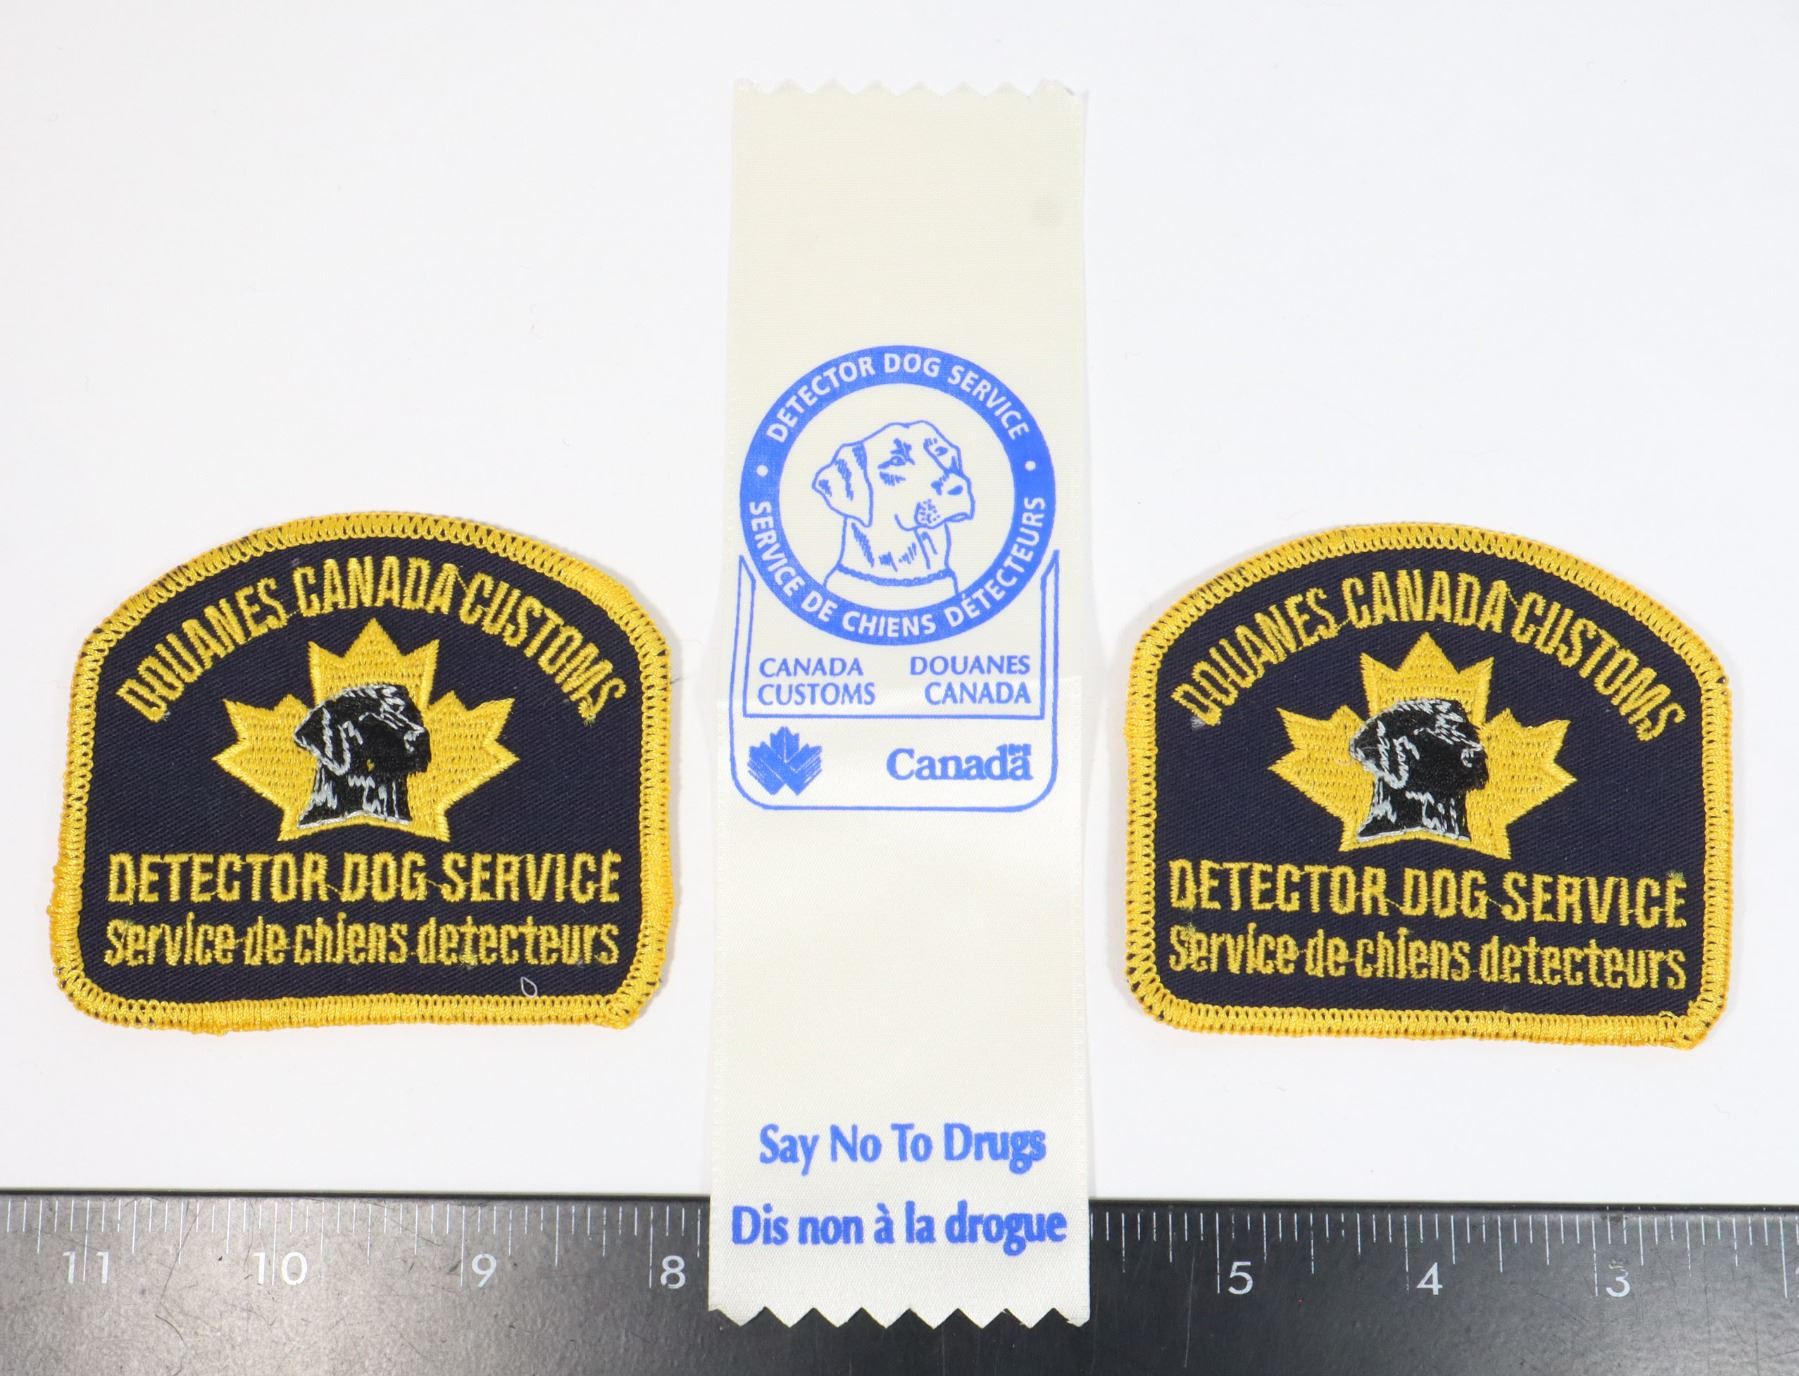 DOUANES CANADA CUSTOMS
DETECTOR DOG SERVICE
Service de chiens detecteurs
DETECTOR DOG SERVICE
SERVICE DE CHIENS DÉTECTEURS
CANADA CUSTOMS
DOUANES CANADA
Canada
Say No To Drugs
Dis non à la drogue
DOUANES CANADA CUSTOMS
DETECTOR DOG SERVICE
Service de chiens detecteurs
11 10 9 8 5 4 3